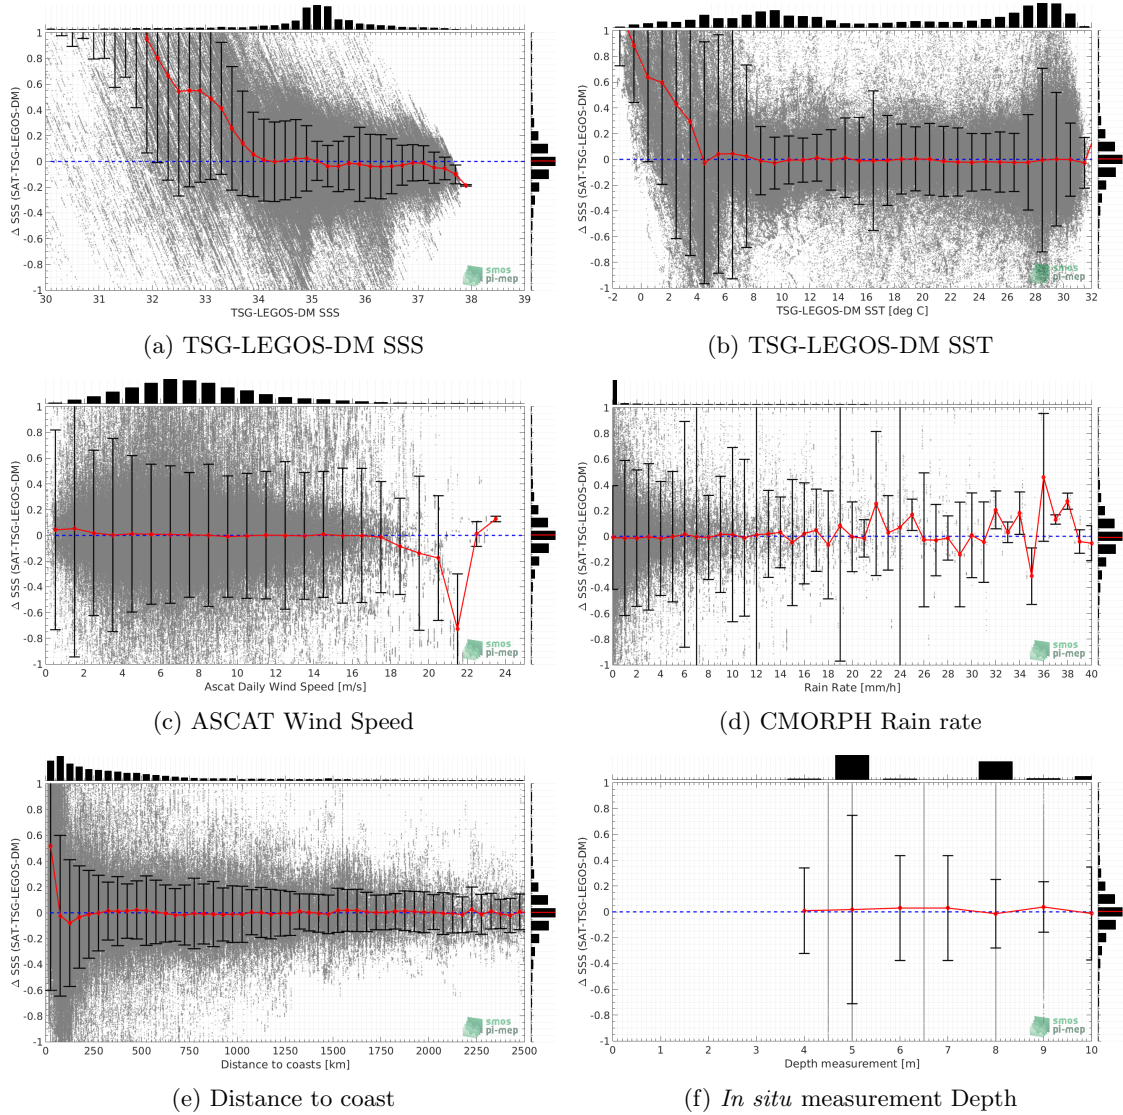 Δ SSS (SAT-TSG-LEGOS-DM)
1
0.8
0.6
0.4
0.2
0
-0.2
-0.4
-0.6
-0.8
-1
30 31 32 33 34 35 36 37 38 39
TSG-LEGOS-DM SSS
smos
pi-mep
(a) TSG-LEGOS-DM SSS
Δ SSS (SAT-TSG-LEGOS-DM)
1
0.8
0.6
0.4
0.2
0
-0.2
-0.4
-0.6
-0.8
-1
-2 0 2 4 6 8 10 12 14 16 18 20 22 24 26 28 30 32
TSG-LEGOS-DM SST [deg C]
smos
pi-mep
(b) TSG-LEGOS-DM SST
Δ SSS (SAT-TSG-LEGOS-DM)
1
0.8
0.6
0.4
0.2
0
-0.2
-0.4
-0.6
-0.8
-1
0 2 4 6 8 10 12 14 16 18 20 22 24
Ascat Daily Wind Speed [m/s]
smos
pi-mep
(c) ASCAT Wind Speed
Δ SSS (SAT-TSG-LEGOS-DM)
1
0.8
0.6
0.4
0.2
0
-0.2
-0.4
-0.6
-0.8
-1
0 2 4 6 8 10 12 14 16 18 20 22 24 26 28 30 32 34 36 38 40
Rain Rate [mm/h]
smos
pi-mep
(d) CMORPH Rain rate
Δ SSS (SAT-TSG-LEGOS-DM)
1
0.8
0.6
0.4
0.2
0
-0.2
-0.4
-0.6
-0.8
-1
0 250 500 750 1000 1250 1500 1750 2000 2250 2500
Distance to coasts [km]
smos
pi-mep
(e) Distance to coast
Δ SSS (SAT-TSG-LEGOS-DM)
1
0.8
0.6
0.4
0.2
0
-0.2
-0.4
-0.6
-0.8
-1
0 1 2 3 4 5 6 7 8 9 10
Depth measurement [m]
smos
pi-mep
(f) In situ measurement Depth